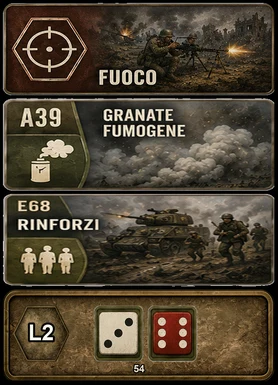 FUOCO
A39
GRANATE
FUMOGENE
E68
RINFORZI
L2
54